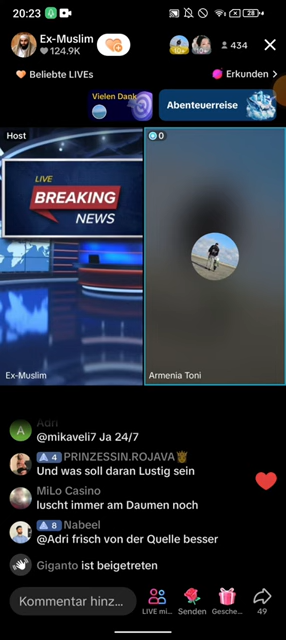 20:23
28
Ex-Muslim
124.9K
434
Beliebte LIVEs
Erkunden
Vielen Dank
Abenteuerreise
Host
0
LIVE
BREAKING
NEWS
Ex-Muslim
Armenia Toni
Adri
A
@mikaveli7 Ja 24/7
4 PRINZESSIN.ROJAVA
Und was soll daran Lustig sein
MiLo Casino
luscht immer am Daumen noch
8 Nabeel
@Adri frisch von der Quelle besser
Giganto ist beigetreten
Kommentar hinz...
LIVE mi...
Senden
Gesche...
49